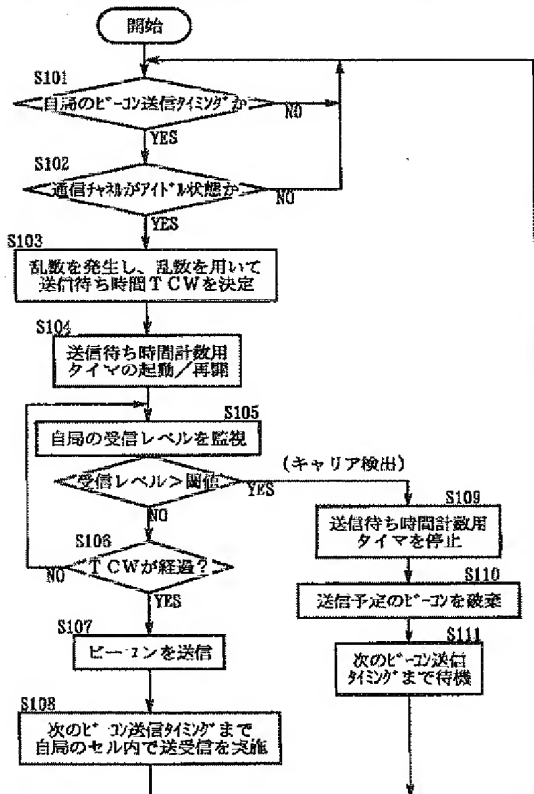 開始
S101
自局のﾋﾞｰｺﾝ送信ﾀｲﾐﾝｸﾞか
NO
YES
S102
通信ﾁｬﾈﾙがｱｲﾄﾞﾙ状態か
NO
YES
S103
乱数を発生し、乱数を用いて
送信待ち時間TCWを決定
S104
送信待ち時間計数用
タイマの起動/再開
S105
自局の受信レベルを監視
(キャリア検出)
受信レベル>閾値
YES
NO
S109
送信待ち時間計数用
タイマを停止
S106
TCWが経過?
NO
YES
S110
送信予定のビーコンを破棄
S107
ビーコンを送信
S111
次のﾋﾞｰｺﾝ送信
ﾀｲﾐﾝｸﾞまで待機
S108
次のﾋﾞｰｺﾝ送信ﾀｲﾐﾝｸﾞまで
自局のセル内で送受信を実施